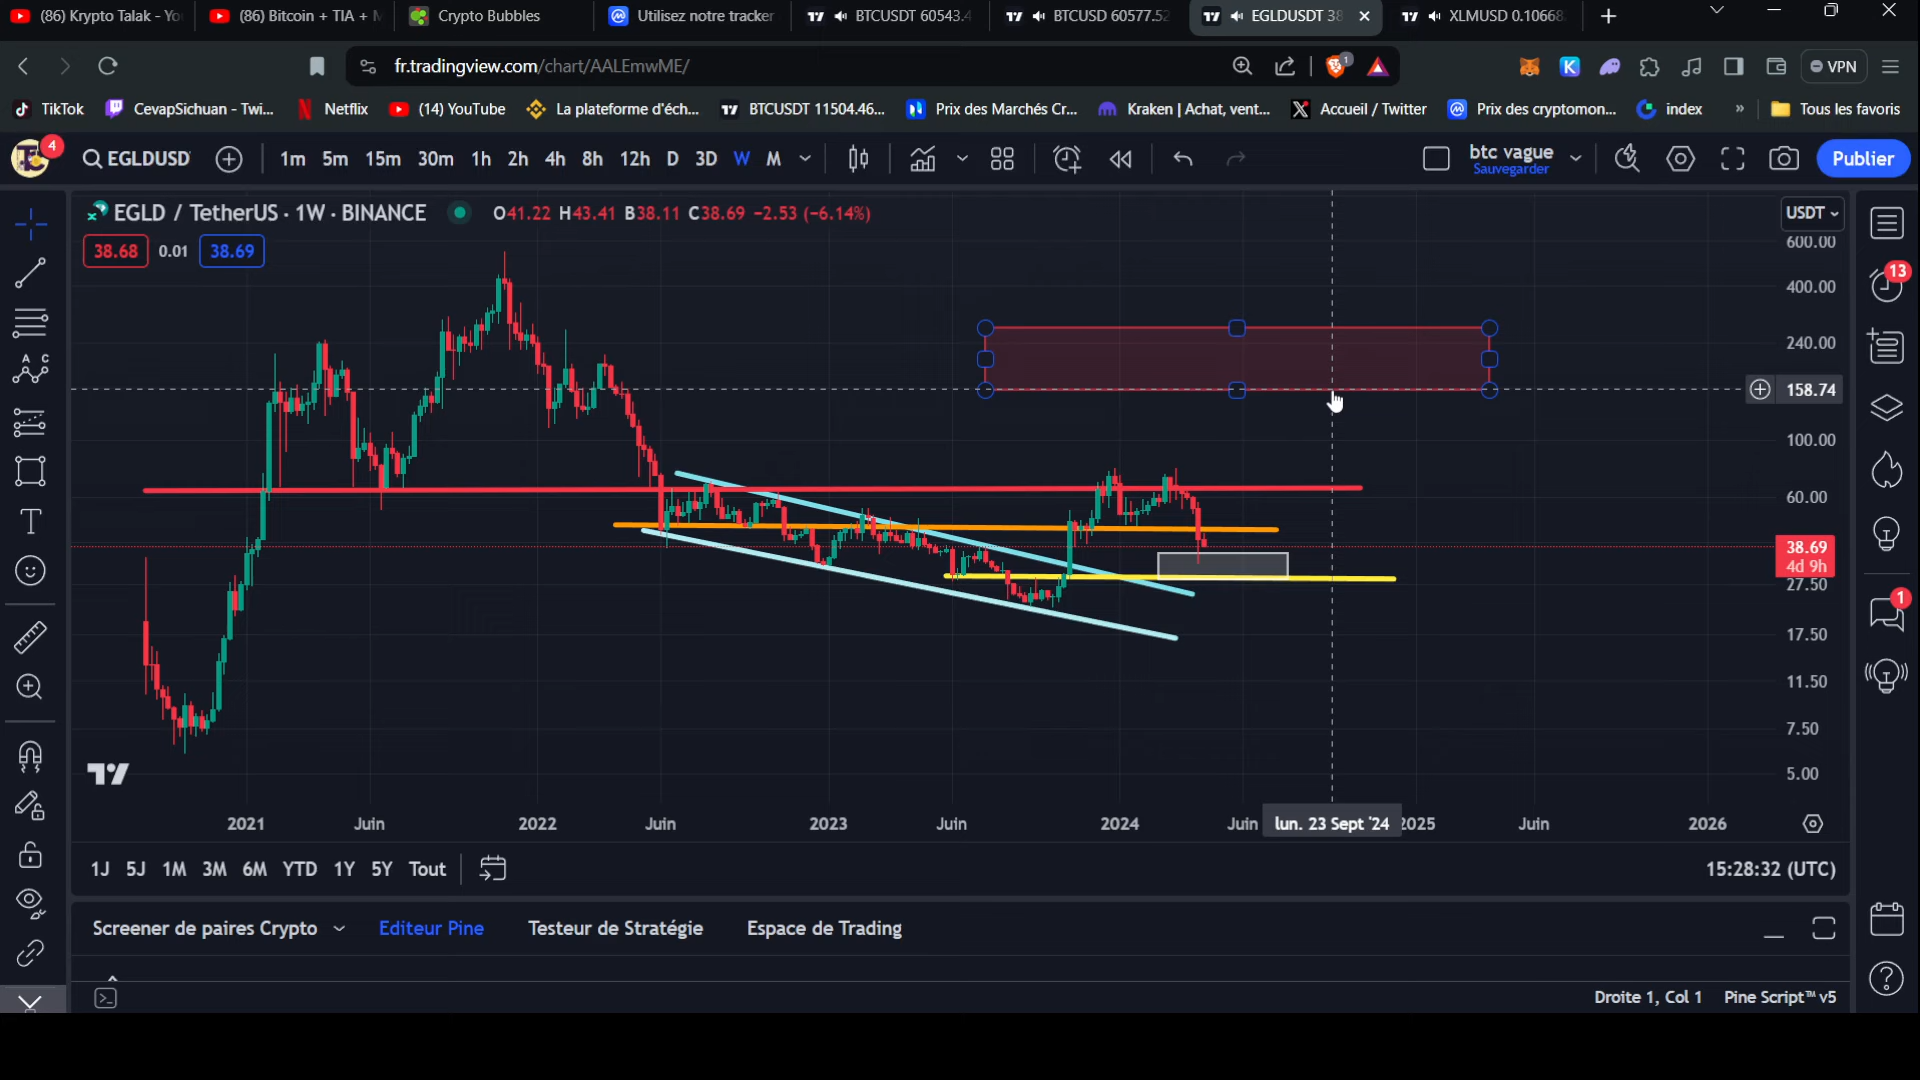 (86) Krypto Talak - Yo
(86) Bitcoin + TIA +
Crypto Bubbles
Utilisez notre tracker
BTCUSDT 60543.4
BTCUSD 60577.52
EGLDUSDT 38
XLMUSD 0.10668
fr.tradingview.com/chart/AALEmwME/
1
VPN
TikTok
CevapSichuan - Twi...
Netflix
(14) YouTube
La plateforme d'éch...
BTCUSDT 11504.46...
Prix des Marchés Cr...
Kraken | Achat, vent...
Accueil / Twitter
Prix des cryptomon...
index
»
Tous les favoris
4
EGLDUSD
1m 5m 15m 30m 1h 2h 4h 8h 12h D 3D W M
btc vague
Sauvegarder
Publier
EGLD / TetherUS · 1W · BINANCE
O41.22 H43.41 B38.11 C38.69 −2.53 (−6.14%)
38.68 0.01 38.69
USDT
600.00
400.00
240.00
158.74
100.00
60.00
38.69
4d 9h
27.50
17.50
11.50
7.50
5.00
13
1
2021 Juin 2022 Juin 2023 Juin 2024 Juin lun. 23 Sept '24 2025 Juin 2026
1J 5J 1M 3M 6M YTD 1Y 5Y Tout
15:28:32 (UTC)
Screener de paires Crypto
Editeur Pine
Testeur de Stratégie
Espace de Trading
Droite 1, Col 1
Pine Script™ v5